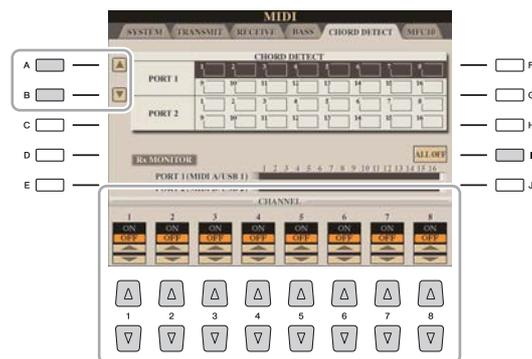 MIDI
SYSTEM TRANSMIT RECEIVE BASS CHORD DETECT MFC10
CHORD DETECT
PORT 1
1 2 3 4 5 6 7 8
9 10 11 12 13 14 15 16
PORT 2
1 2 3 4 5 6 7 8
9 10 11 12 13 14 15 16
A
B
C
D
E
F
G
H
I
J
ALL OFF
Rx MONITOR
1 2 3 4 5 6 7 8 9 10 11 12 13 14 15 16
PORT 1 (MIDI A/USB 1)
PORT 2 (MIDI B/USB 2)
CHANNEL
1 2 3 4 5 6 7 8
ON ON ON ON ON ON ON ON
OFF OFF OFF OFF OFF OFF OFF OFF
1 2 3 4 5 6 7 8